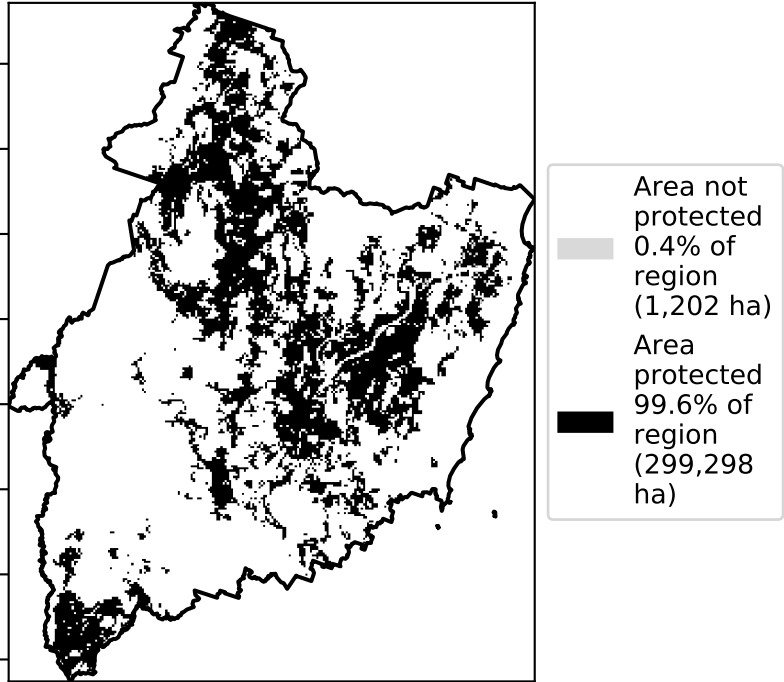 Area not
protected
0.4% of
region
(1,202 ha)
Area
protected
99.6% of
region
(299,298
ha)